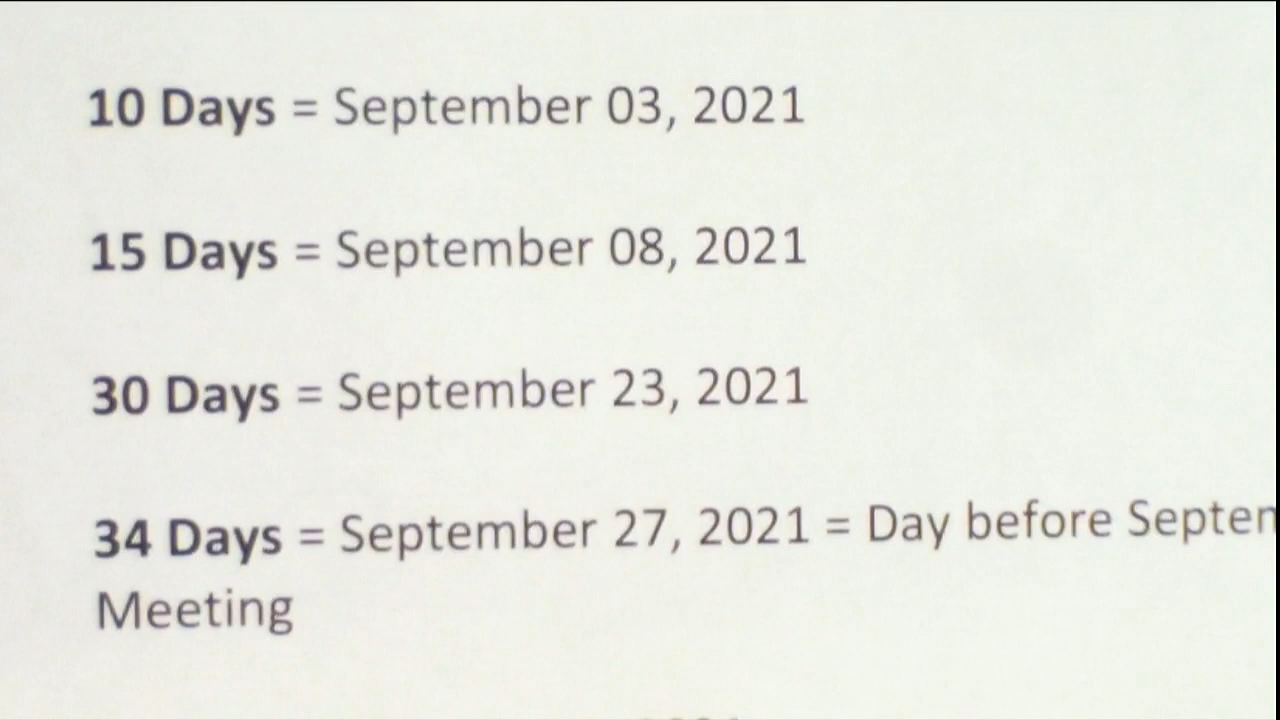 10 Days = September 03, 2021
15 Days = September 08, 2021
30 Days = September 23, 2021
34 Days = September 27, 2021 = Day before
Meeting